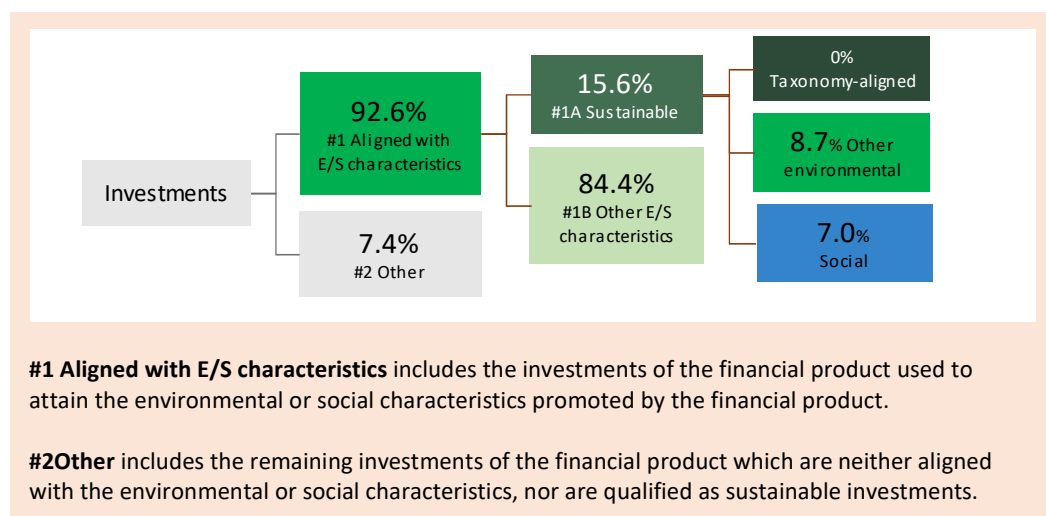 Investments
92.6%
#1 Aligned with
E/S characteristics
7.4%
#2 Other
15.6%
#1A Sustainable
84.4%
#1B Other E/S
characteristics
0%
Taxonomy-aligned
8.7% Other
environmental
7.0%
Social
#1 Aligned with E/S characteristics includes the investments of the financial product used to
attain the environmental or social characteristics promoted by the financial product.
#2Other includes the remaining investments of the financial product which are neither aligned
with the environmental or social characteristics, nor are qualified as sustainable investments.